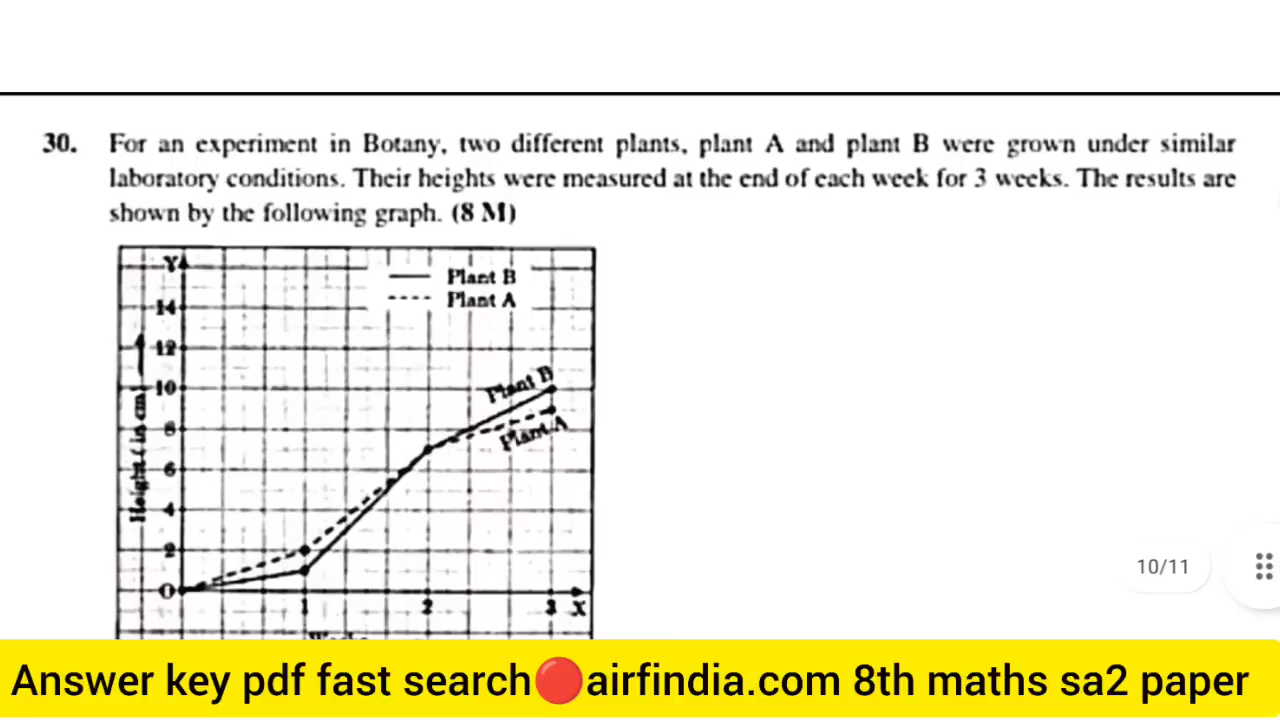 30. For an experiment in Botany, two different plants, plant A and plant B were grown under similar
laboratory conditions. Their heights were measured at the end of each week for 3 weeks. The results are
shown by the following graph. (8 M)
Y
Plant B
Plant A
14
12
10
8
6
4
2
0
Height (in cm)
Plant B
Plant A
1 2 3 X
10/11
Answer key pdf fast search🔴airfindia.com 8th maths sa2 paper